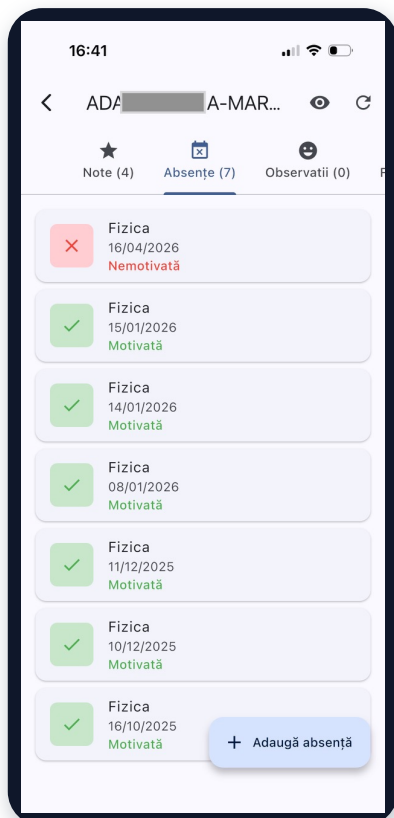 16:41
ADA A-MAR...
Note (4) Absențe (7) Observatii (0) F
Fizica
16/04/2026
Nemotivată
Fizica
15/01/2026
Motivată
Fizica
14/01/2026
Motivată
Fizica
08/01/2026
Motivată
Fizica
11/12/2025
Motivată
Fizica
10/12/2025
Motivată
Fizica
16/10/2025
Motivată
+ Adaugă absență